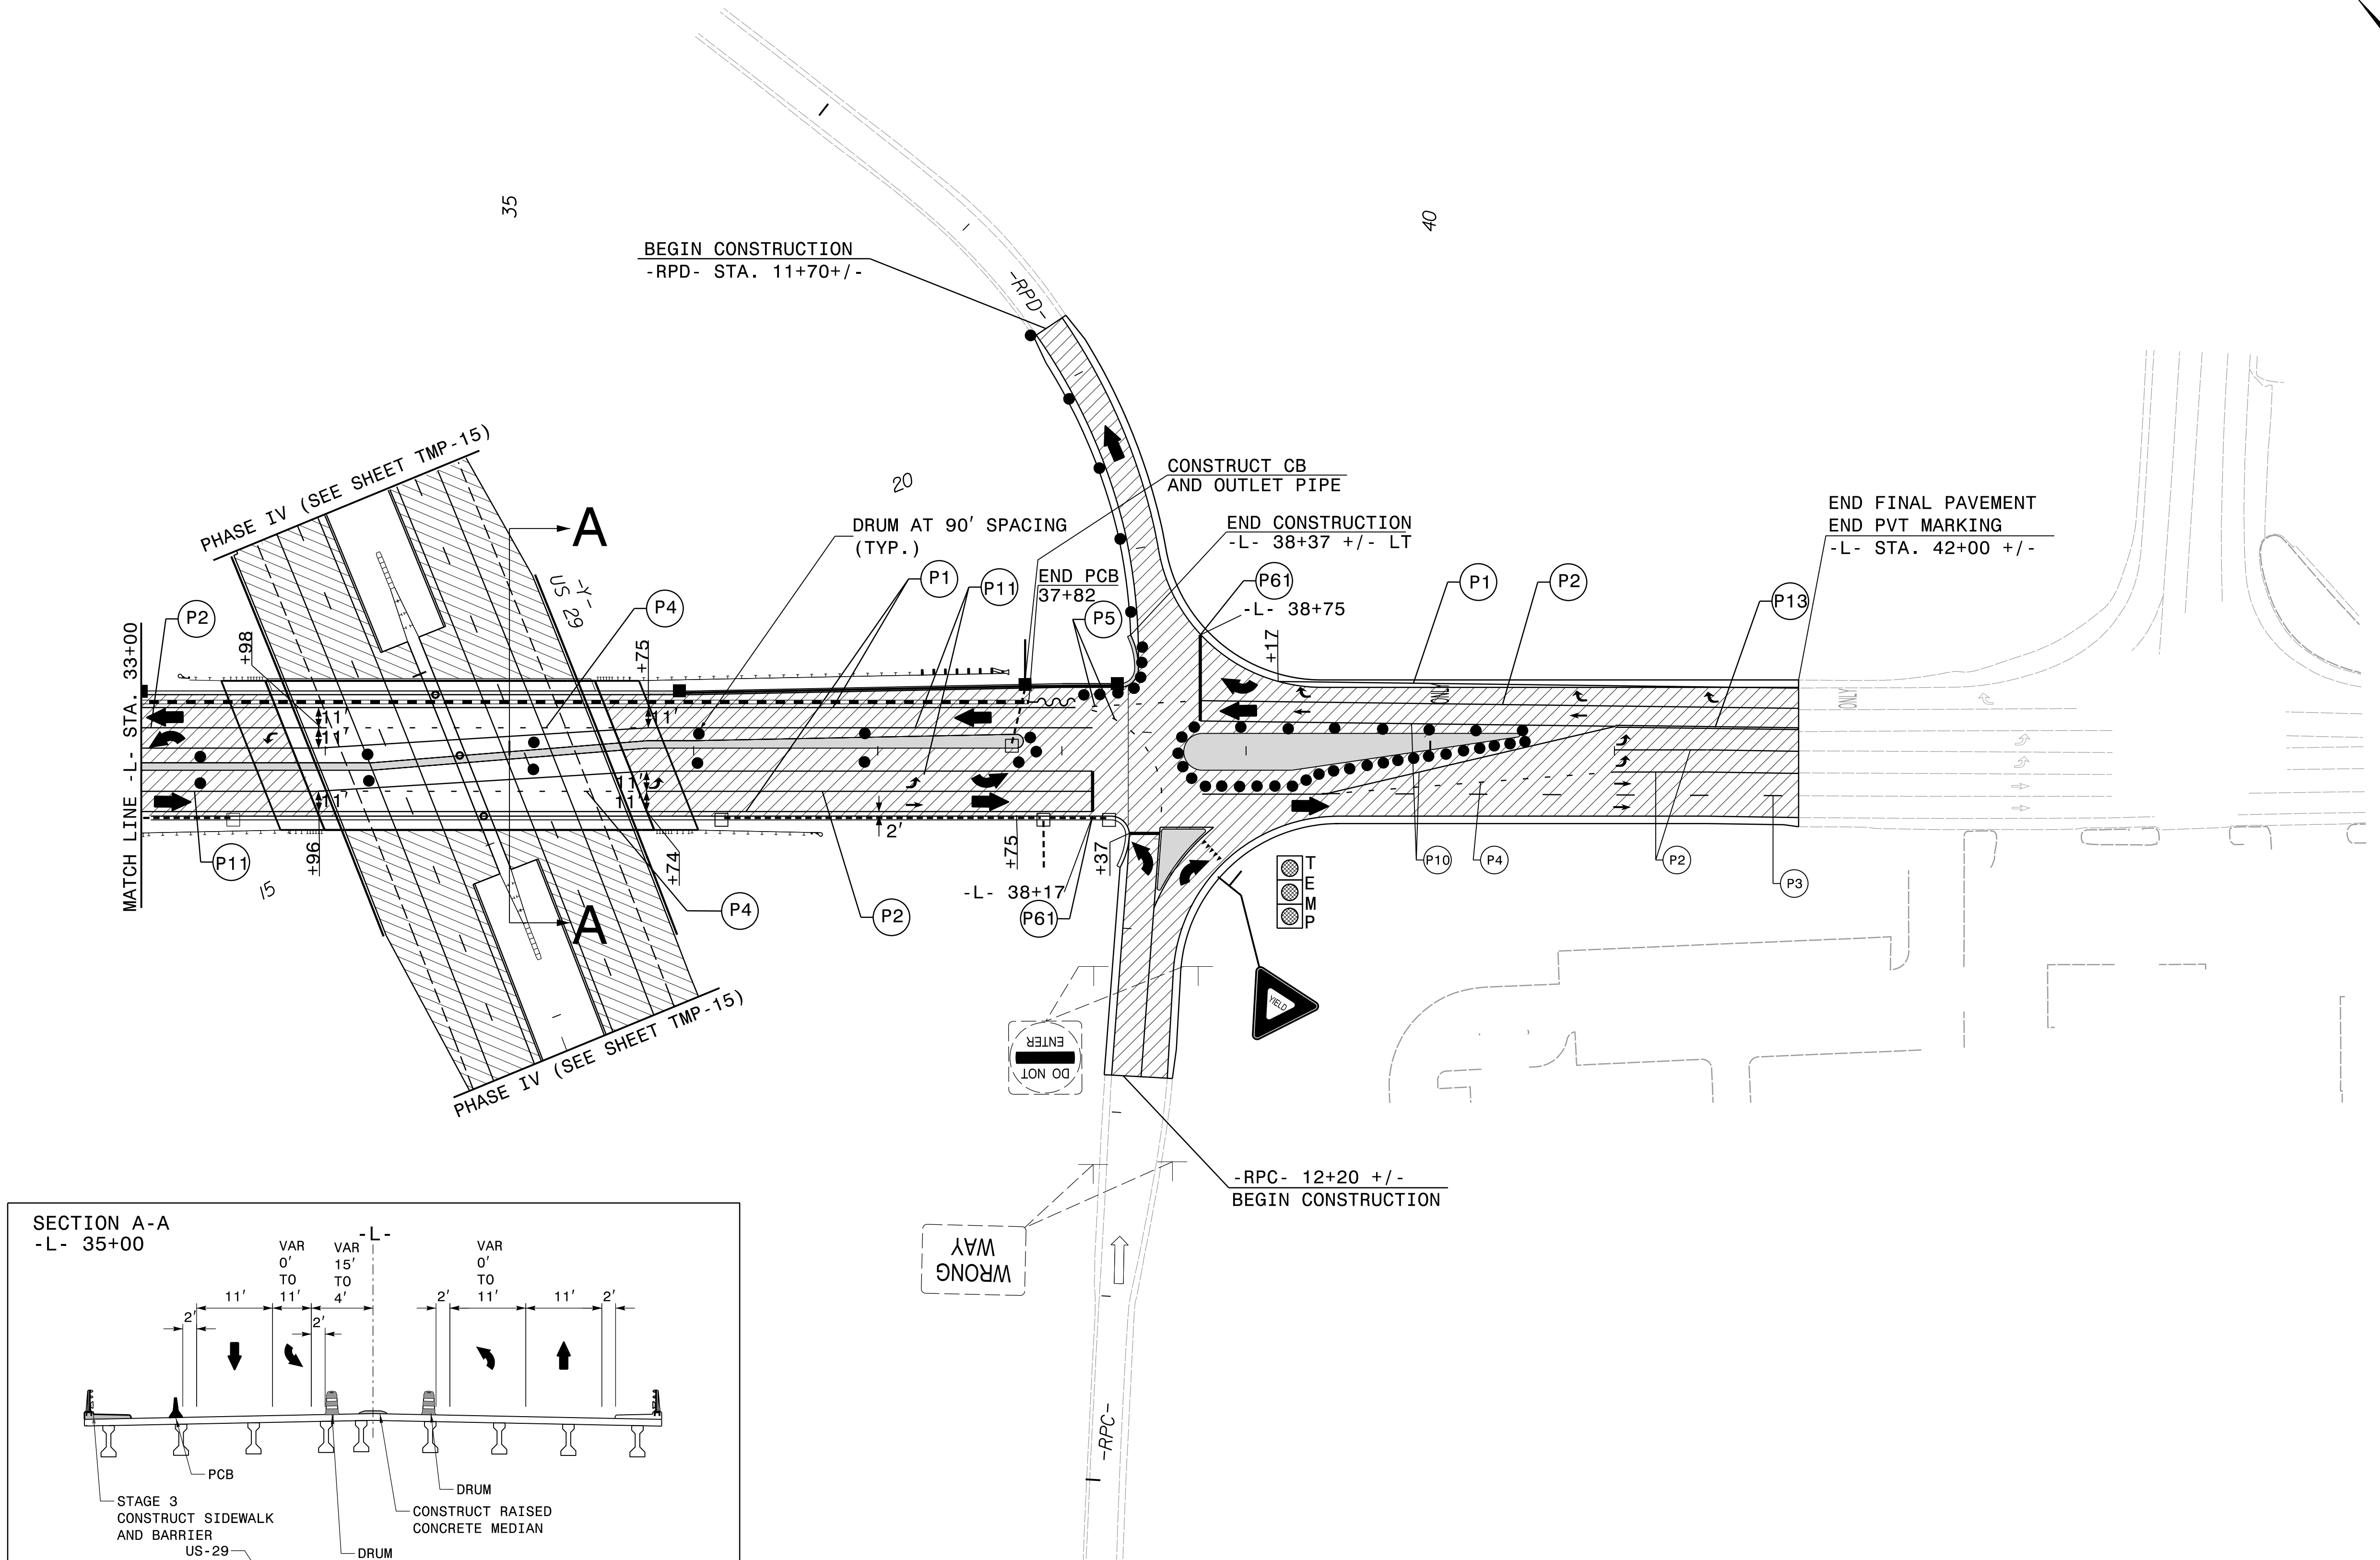 35
40
BEGIN CONSTRUCTION
-RPD- STA. 11+70+/-
-RPD-
PHASE IV (SEE SHEET TMP-15)
20
A
CONSTRUCT CB
AND OUTLET PIPE
DRUM AT 90' SPACING
(TYP.)
END CONSTRUCTION
-L- 38+37 +/- LT
END FINAL PAVEMENT
END PVT MARKING
-L- STA. 42+00 +/-
-Y-
US 29
P1
P11
END PCB
37+82
P5
P61
-L- 38+75
P1
P2
P13
P2
P4
+98
+75
+17
MATCH LINE -L- STA. 33+00
11'
11'
11'
ONLY
ONLY
11'
11'
11'
2'
P11
15
+96
+74
P4
P2
+75
-L- 38+17
P61
+37
TEMP
P10
P4
P2
P3
A
YIELD
DO NOT
ENTER
PHASE IV (SEE SHEET TMP-15)
-RPC- 12+20 +/-
BEGIN CONSTRUCTION
WRONG
WAY
-RPC-
SECTION A-A
-L- 35+00
-L-
VAR
0'
TO
11'
VAR
15'
TO
4'
VAR
0'
TO
11'
2'
11'
2'
2'
11'
2'
PCB
STAGE 3
CONSTRUCT SIDEWALK
AND BARRIER
DRUM
CONSTRUCT RAISED
CONCRETE MEDIAN
US-29
DRUM